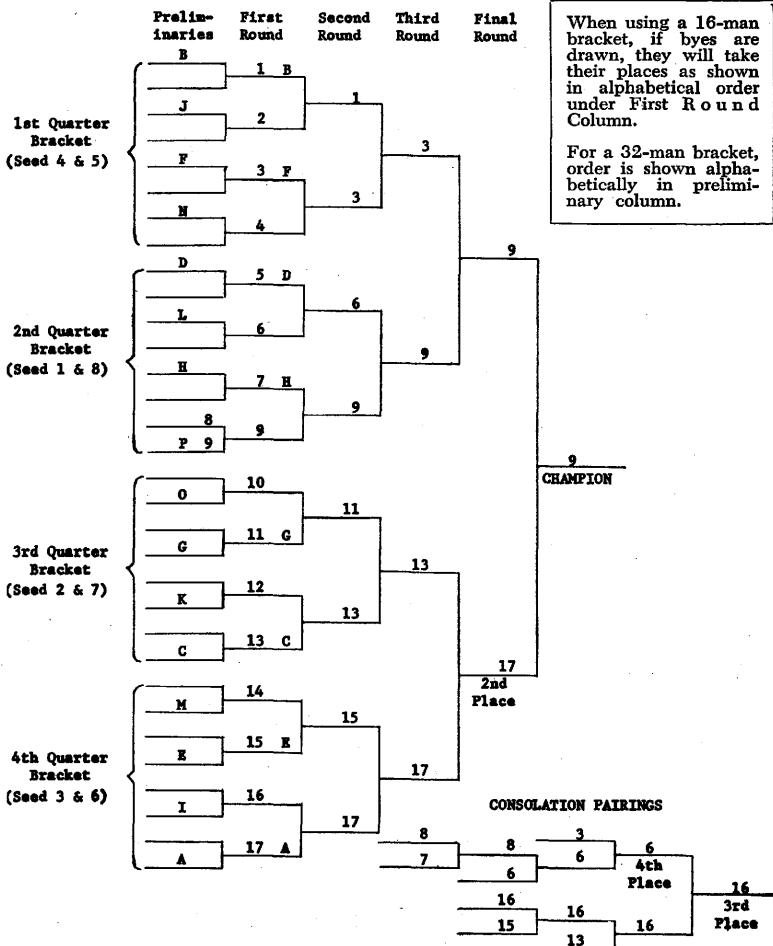 Prelim-
inaries
First
Round
Second
Round
Third
Round
Final
Round
When using a 16-man
bracket, if byes are
drawn, they will take
their places as shown
in alphabetical order
under First Round
Column.
For a 32-man bracket,
order is shown alpha-
betically in prelimi-
nary column.
1st Quarter
Bracket
(Seed 4 & 5)
B
J
F
N
1 B
2
3 F
4
1
3
3
2nd Quarter
Bracket
(Seed 1 & 8)
D
L
H
8
P 9
5 D
6
7 H
9
6
9
9
9
9
CHAMPION
3rd Quarter
Bracket
(Seed 2 & 7)
O
G
K
C
10
11 G
12
13 C
11
13
13
17
2nd
Place
4th Quarter
Bracket
(Seed 3 & 6)
M
E
I
A
14
15 E
16
17 A
15
17
17
CONSOLATION PAIRINGS
8
7
8
6
3
6
6
4th
Place
16
15
16
13
16
16
3rd
Place